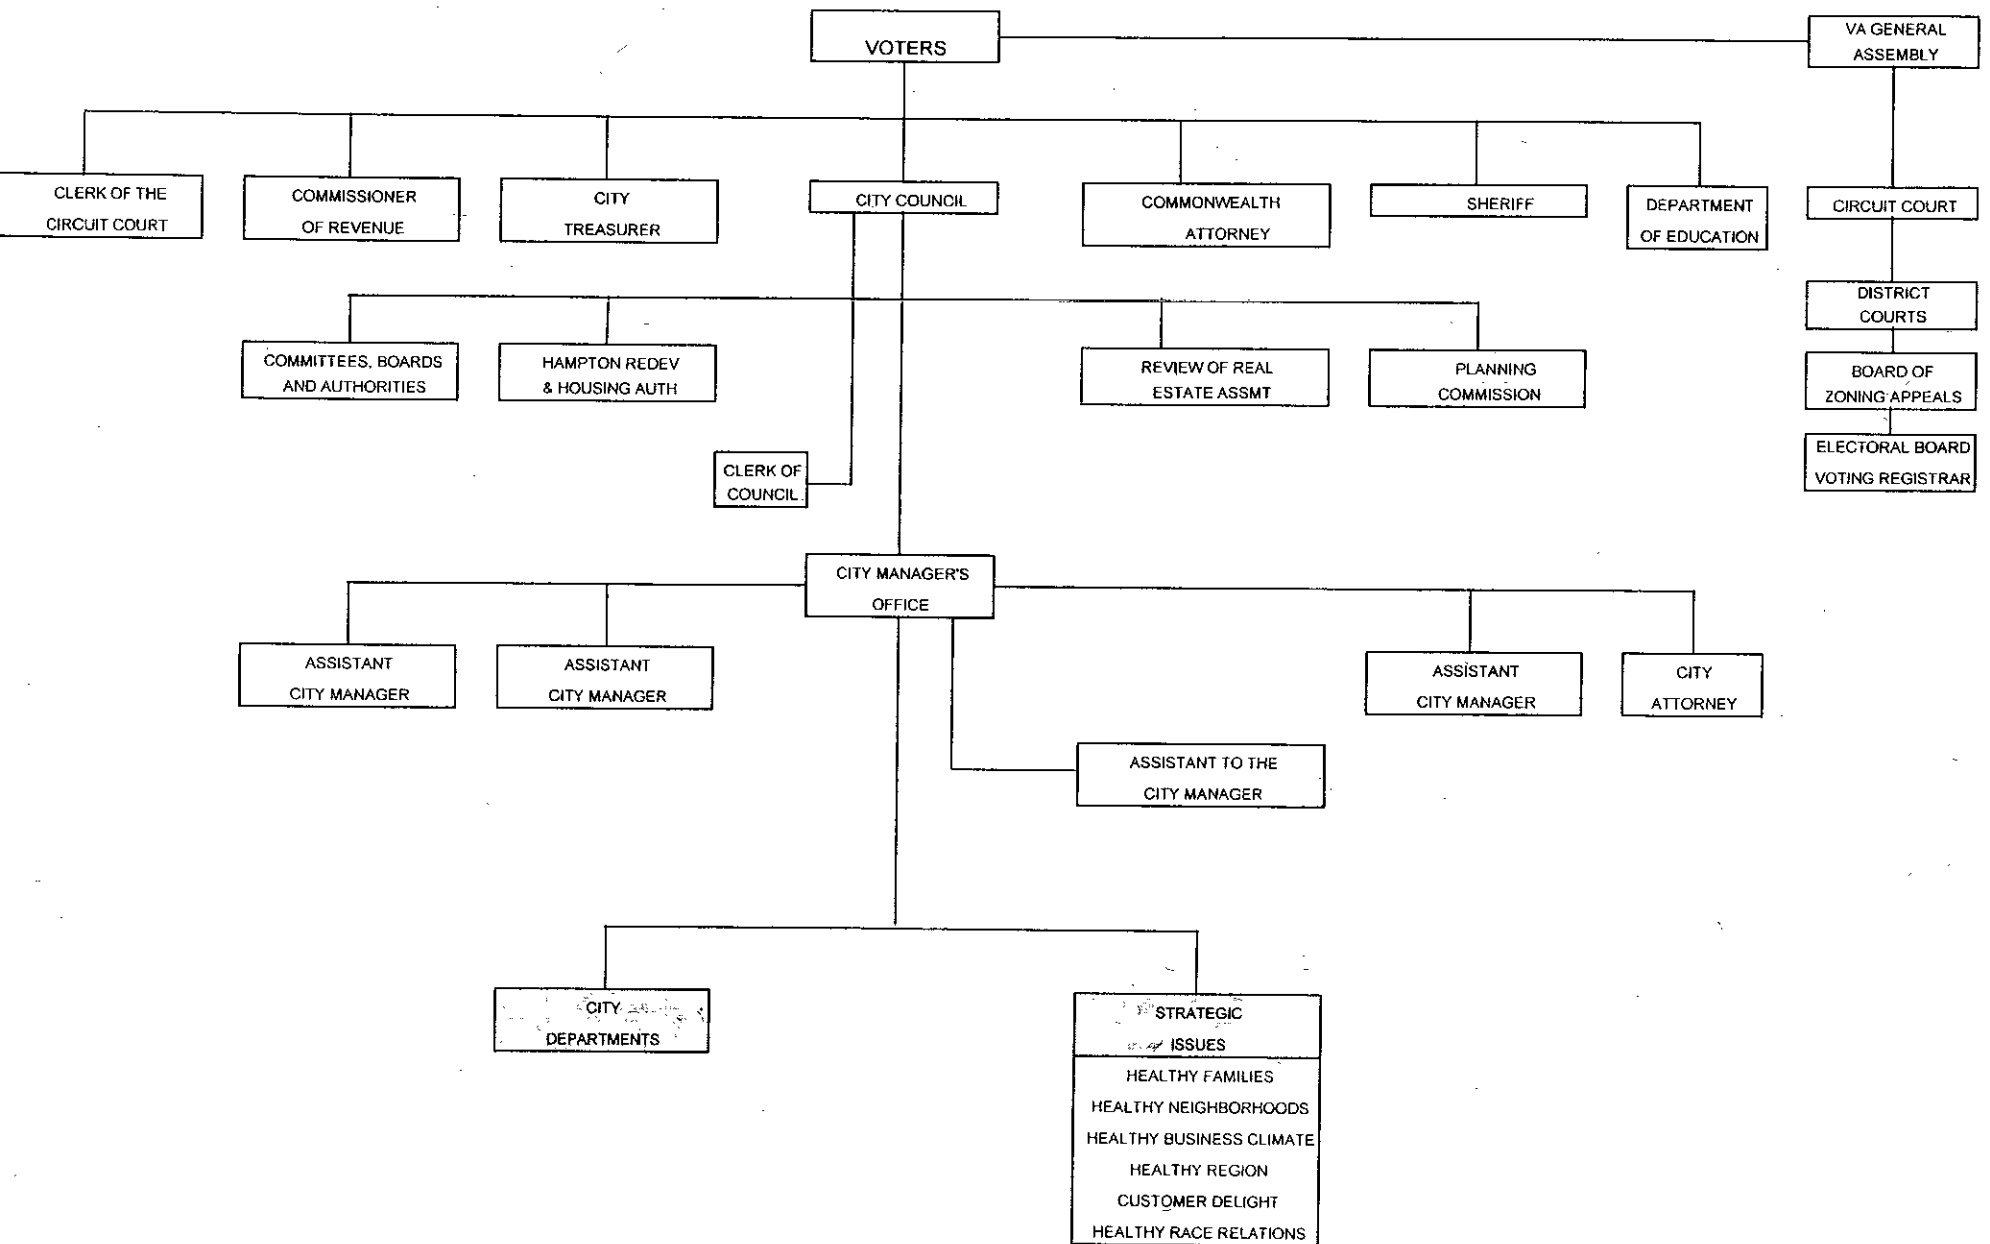 VOTERS
VA GENERAL
ASSEMBLY
CLERK OF THE
CIRCUIT COURT
COMMISSIONER
OF REVENUE
CITY
TREASURER
CITY COUNCIL
COMMONWEALTH
ATTORNEY
SHERIFF
DEPARTMENT
OF EDUCATION
CIRCUIT COURT
DISTRICT
COURTS
COMMITTEES, BOARDS
AND AUTHORITIES
HAMPTON REDEV
& HOUSING AUTH
REVIEW OF REAL
ESTATE ASSMT
PLANNING
COMMISSION
BOARD OF
ZONING APPEALS
ELECTORAL BOARD
VOTING REGISTRAR
CLERK OF
COUNCIL
CITY MANAGER'S
OFFICE
ASSISTANT
CITY MANAGER
ASSISTANT
CITY MANAGER
ASSISTANT
CITY MANAGER
CITY
ATTORNEY
ASSISTANT TO THE
CITY MANAGER
CITY
DEPARTMENTS
STRATEGIC
ISSUES
HEALTHY FAMILIES
HEALTHY NEIGHBORHOODS
HEALTHY BUSINESS CLIMATE
HEALTHY REGION
CUSTOMER DELIGHT
HEALTHY RACE RELATIONS